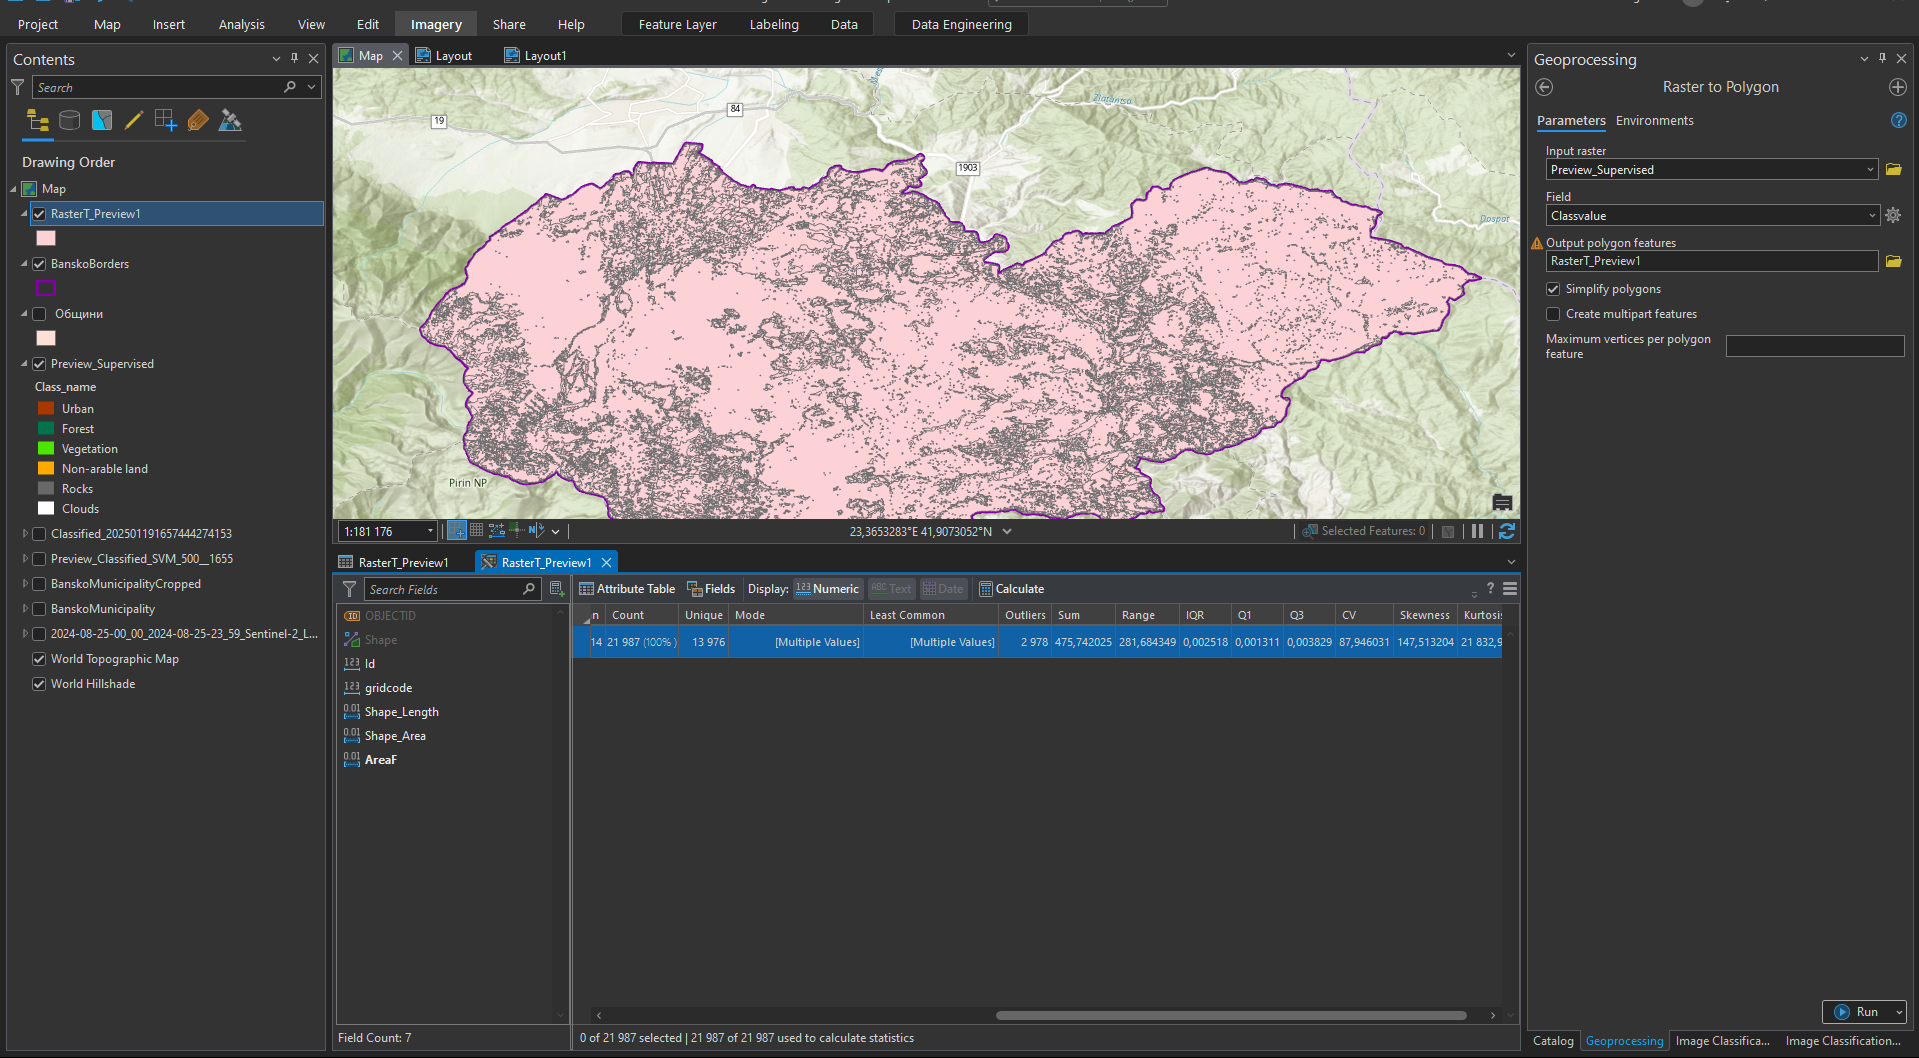 Project Map Insert Analysis View Edit Imagery Share Help Feature Layer Labeling Data Data Engineering
Contents
Search
Drawing Order
Map
RasterT_Preview1
BanskoBorders
Общини
Preview_Supervised
Class_name
Urban
Forest
Vegetation
Non-arable land
Rocks
Clouds
Classified_202501191657444274153
Preview_Classified_SVM_500__1655
BanskoMunicipalityCropped
BanskoMunicipality
2024-08-25-00_00_2024-08-25-23_59_Sentinel-2_L...
World Topographic Map
World Hillshade
Map Layout Layout1
19
84
1903
Zlataritsa
Dospat
Pirin NP
1:181 176
23,3653283°E 41,9073052°N
Selected Features: 0
RasterT_Preview1 RasterT_Preview1
Search Fields
Attribute Table Fields Display: Numeric Text Date Calculate
OBJECTID
Shape
Id
gridcode
Shape_Length
Shape_Area
AreaF
n Count Unique Mode Least Common Outliers Sum Range IQR Q1 Q3 CV Skewness Kurtosis
14 21 987 (100% ) 13 976 [Multiple Values] [Multiple Values] 2 978 475,742025 281,684349 0,002518 0,001311 0,003829 87,946031 147,513204 21 832,9
Field Count: 7
0 of 21 987 selected | 21 987 of 21 987 used to calculate statistics
Geoprocessing
Raster to Polygon
Parameters Environments
Input raster
Preview_Supervised
Field
Classvalue
Output polygon features
RasterT_Preview1
Simplify polygons
Create multipart features
Maximum vertices per polygon
feature
Run
Catalog Geoprocessing Image Classifica... Image Classification...